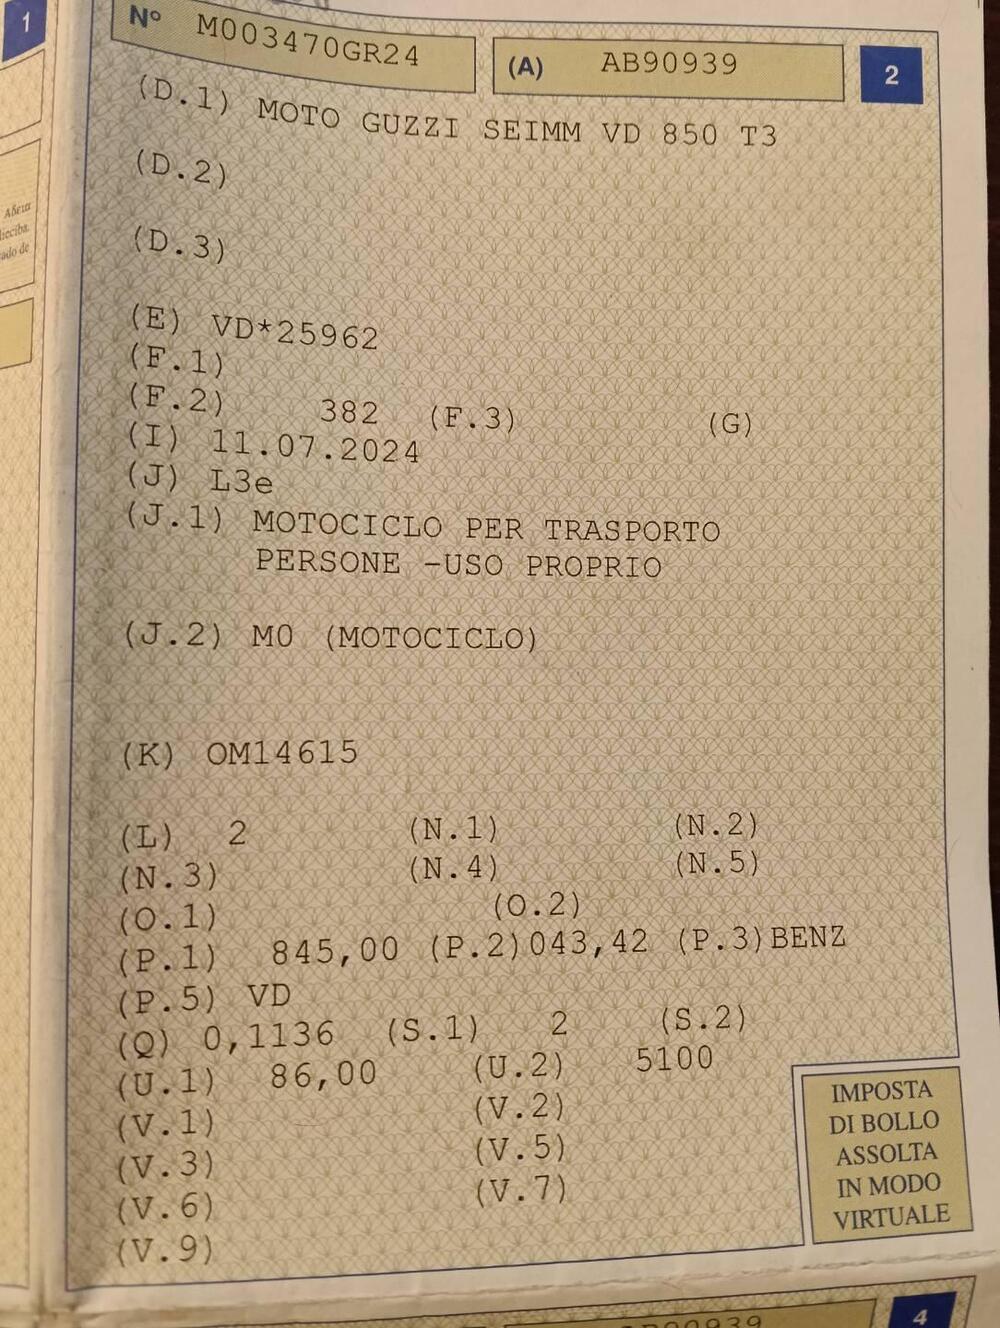 1
N° M003470GR24
(A) AB90939
2
(D.1) MOTO GUZZI SEIMM VD 850 T3
(D.2)
(D.3)
(E) VD*25962
(F.1)
(F.2) 382 (F.3) (G)
(I) 11.07.2024
(J) L3e
(J.1) MOTOCICLO PER TRASPORTO
PERSONE -USO PROPRIO
(J.2) M0 (MOTOCICLO)
(K) OM14615
(L) 2 (N.1) (N.2)
(N.3) (N.4) (N.5)
(O.1) (O.2)
(P.1) 845,00 (P.2)043,42 (P.3)BENZ
(P.5) VD
(Q) 0,1136 (S.1) 2 (S.2)
(U.1) 86,00 (U.2) 5100
(V.1) (V.2)
(V.3) (V.5)
(V.6) (V.7)
(V.9)
IMPOSTA
DI BOLLO
ASSOLTA
IN MODO
VIRTUALE
4